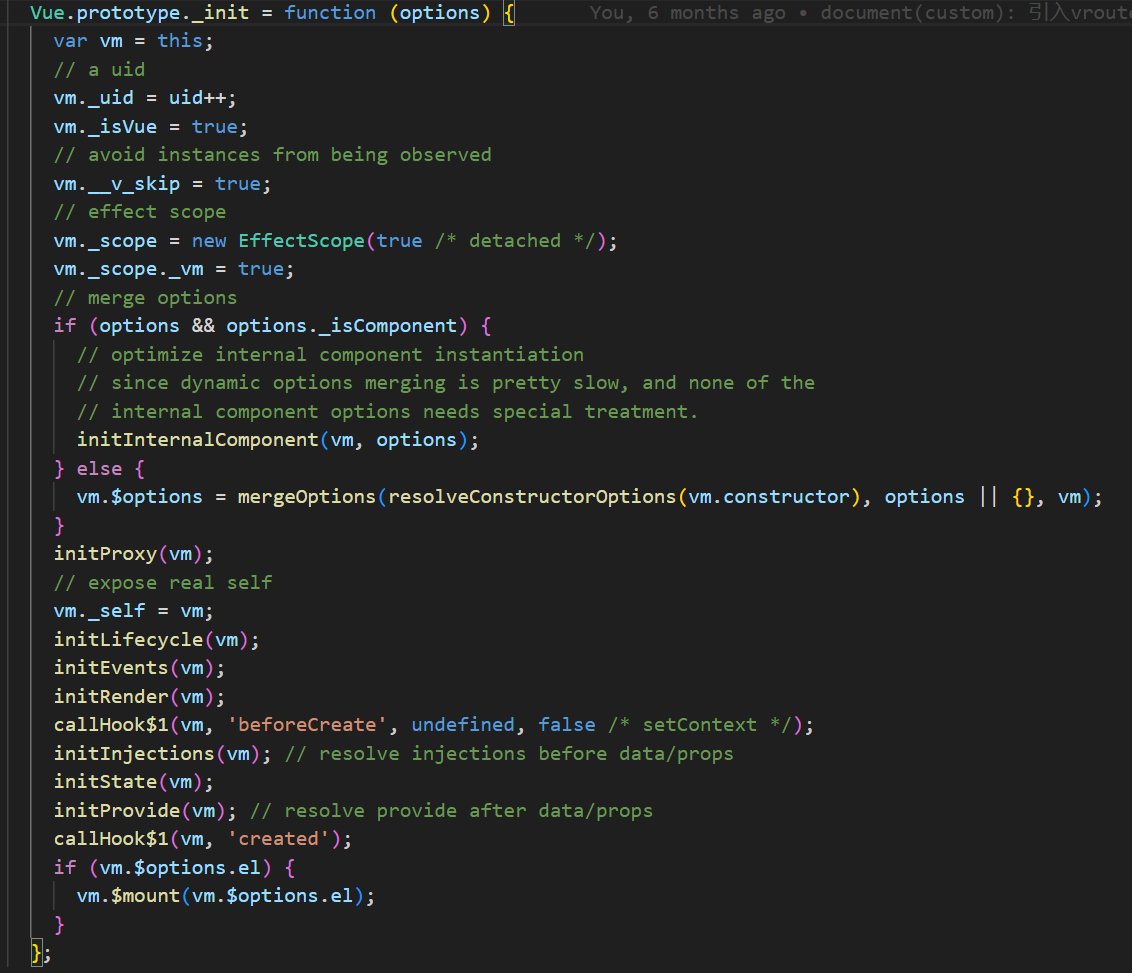 Vue.prototype._init = function (options) { You, 6 months ago • document(custom): 引入vroute
var vm = this;
// a uid
vm._uid = uid++;
vm._isVue = true;
// avoid instances from being observed
vm.__v_skip = true;
// effect scope
vm._scope = new EffectScope(true /* detached */);
vm._scope._vm = true;
// merge options
if (options && options._isComponent) {
// optimize internal component instantiation
// since dynamic options merging is pretty slow, and none of the
// internal component options needs special treatment.
initInternalComponent(vm, options);
} else {
vm.$options = mergeOptions(resolveConstructorOptions(vm.constructor), options || {}, vm);
}
initProxy(vm);
// expose real self
vm._self = vm;
initLifecycle(vm);
initEvents(vm);
initRender(vm);
callHook$1(vm, 'beforeCreate', undefined, false /* setContext */);
initInjections(vm); // resolve injections before data/props
initState(vm);
initProvide(vm); // resolve provide after data/props
callHook$1(vm, 'created');
if (vm.$options.el) {
vm.$mount(vm.$options.el);
}
};